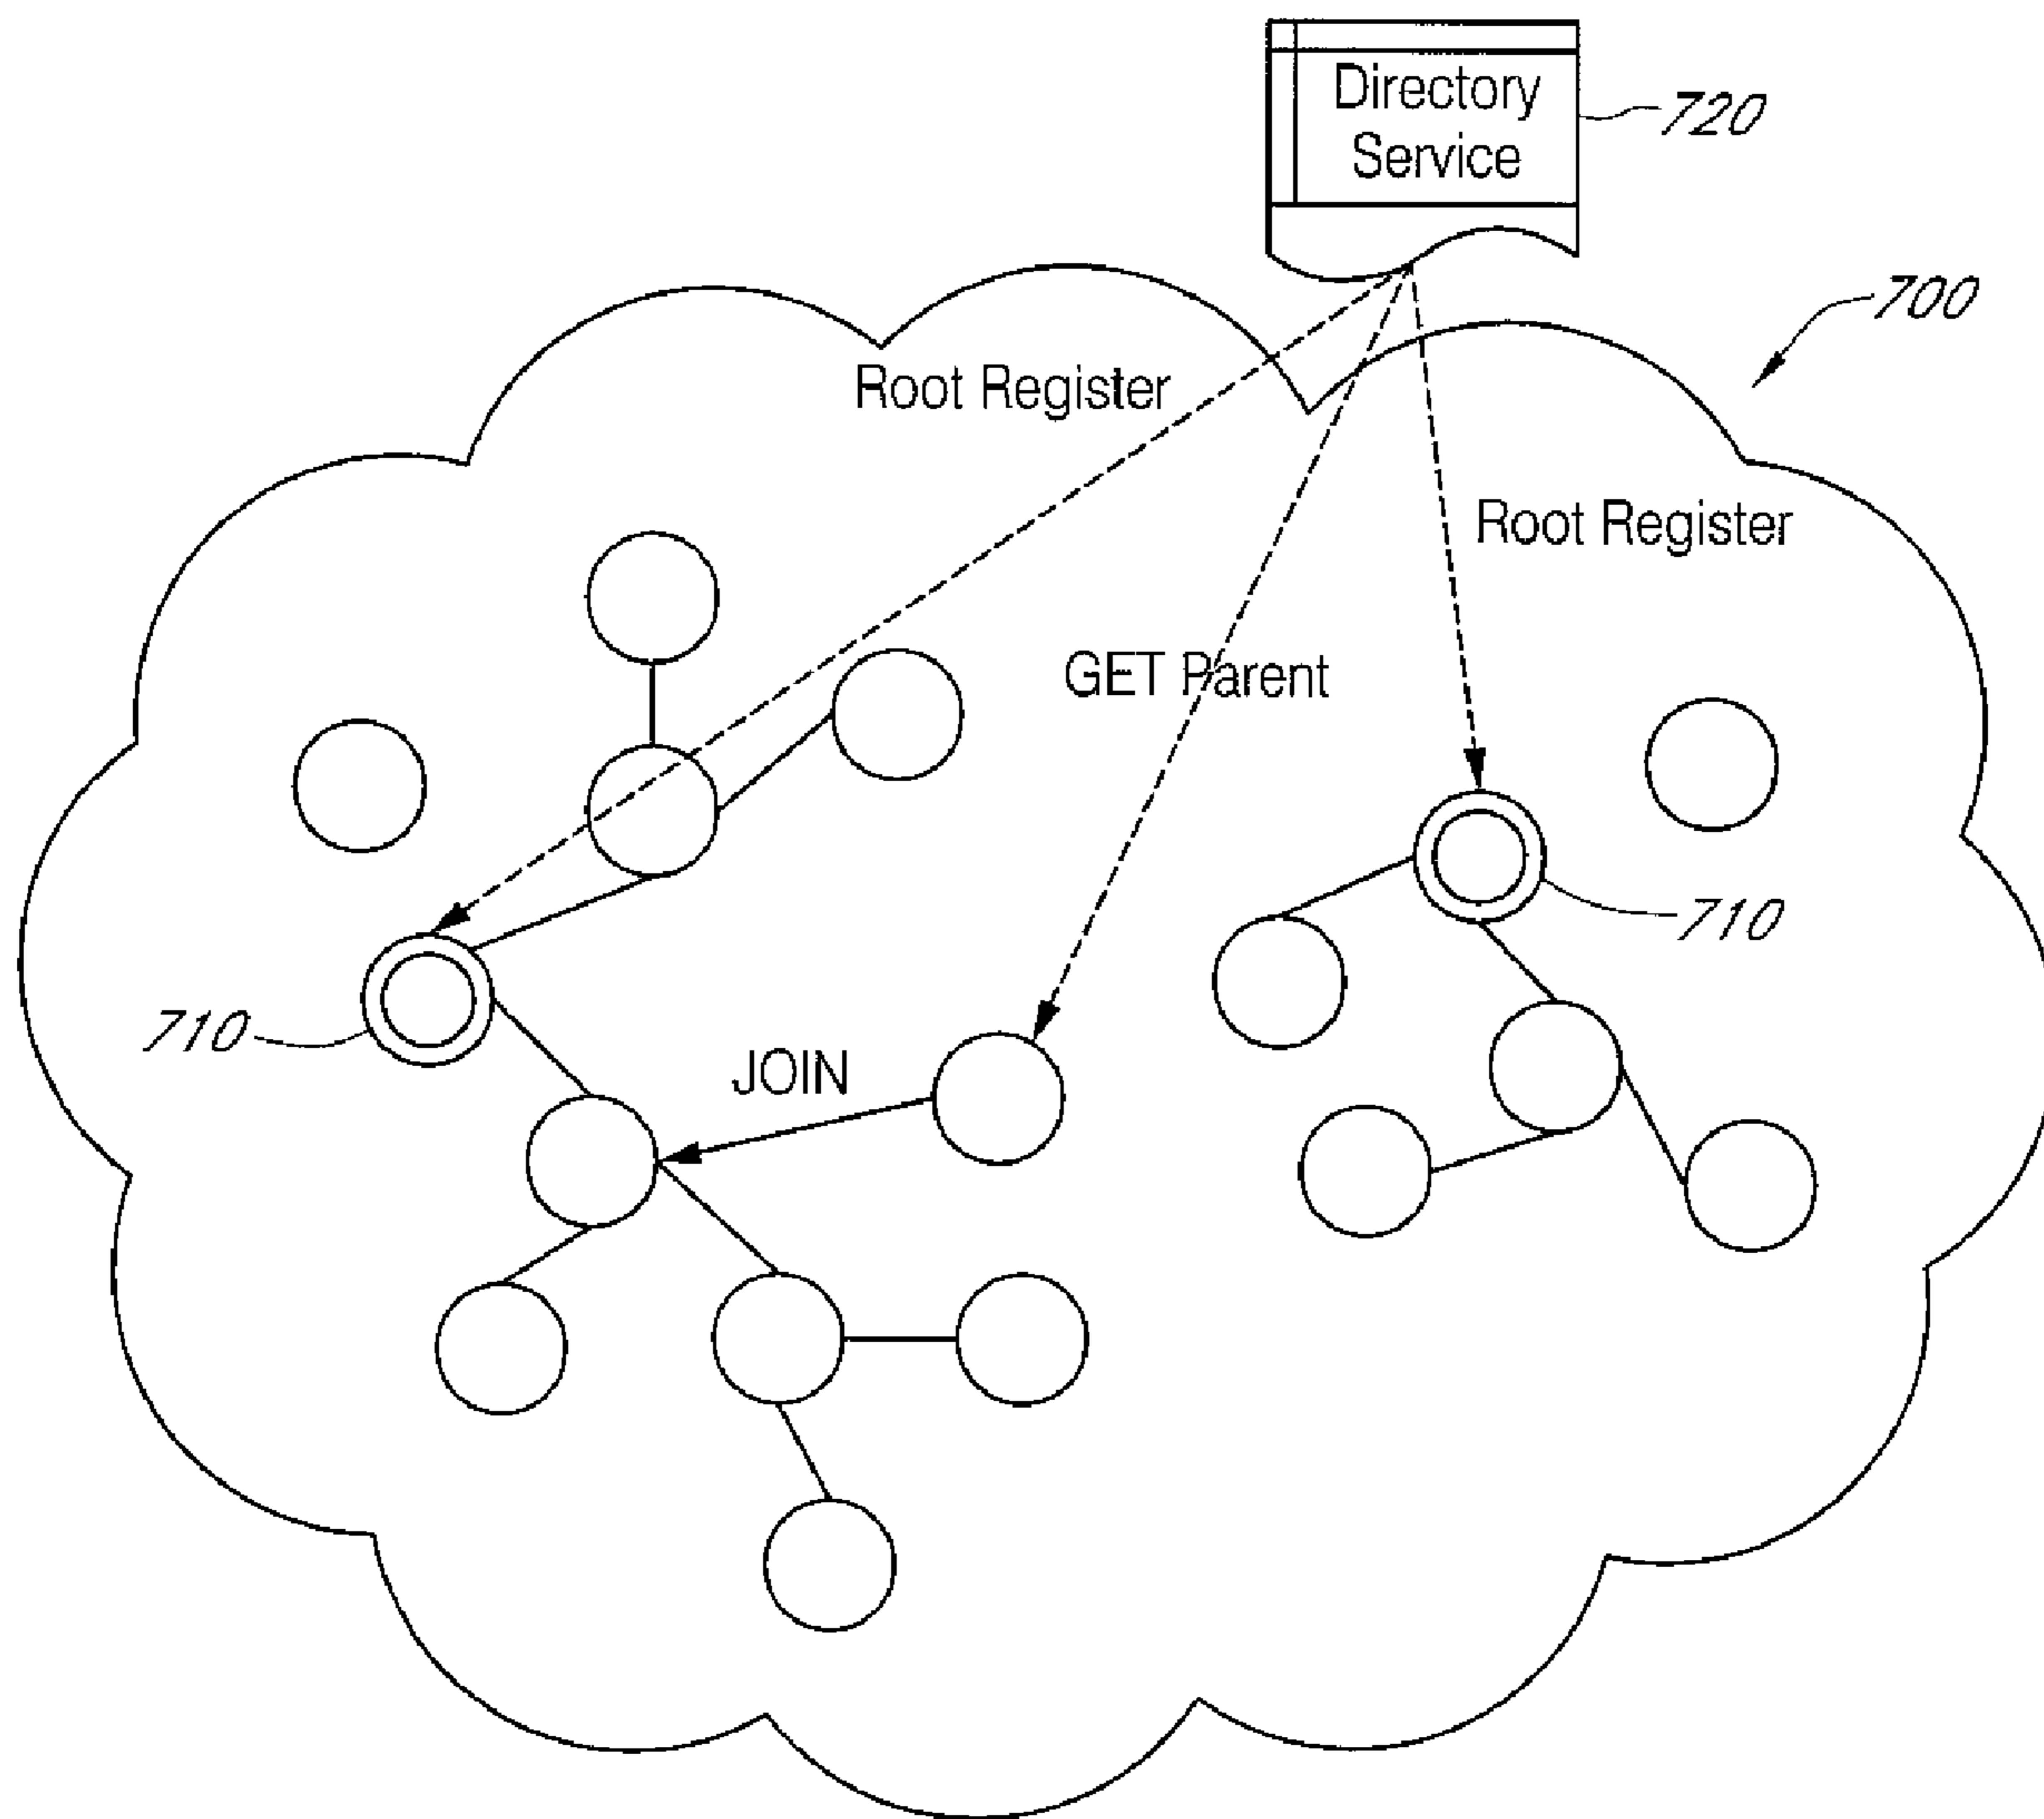 Directory
Service
720
700
Root Register
Root Register
GET Parent
710
710
JOIN